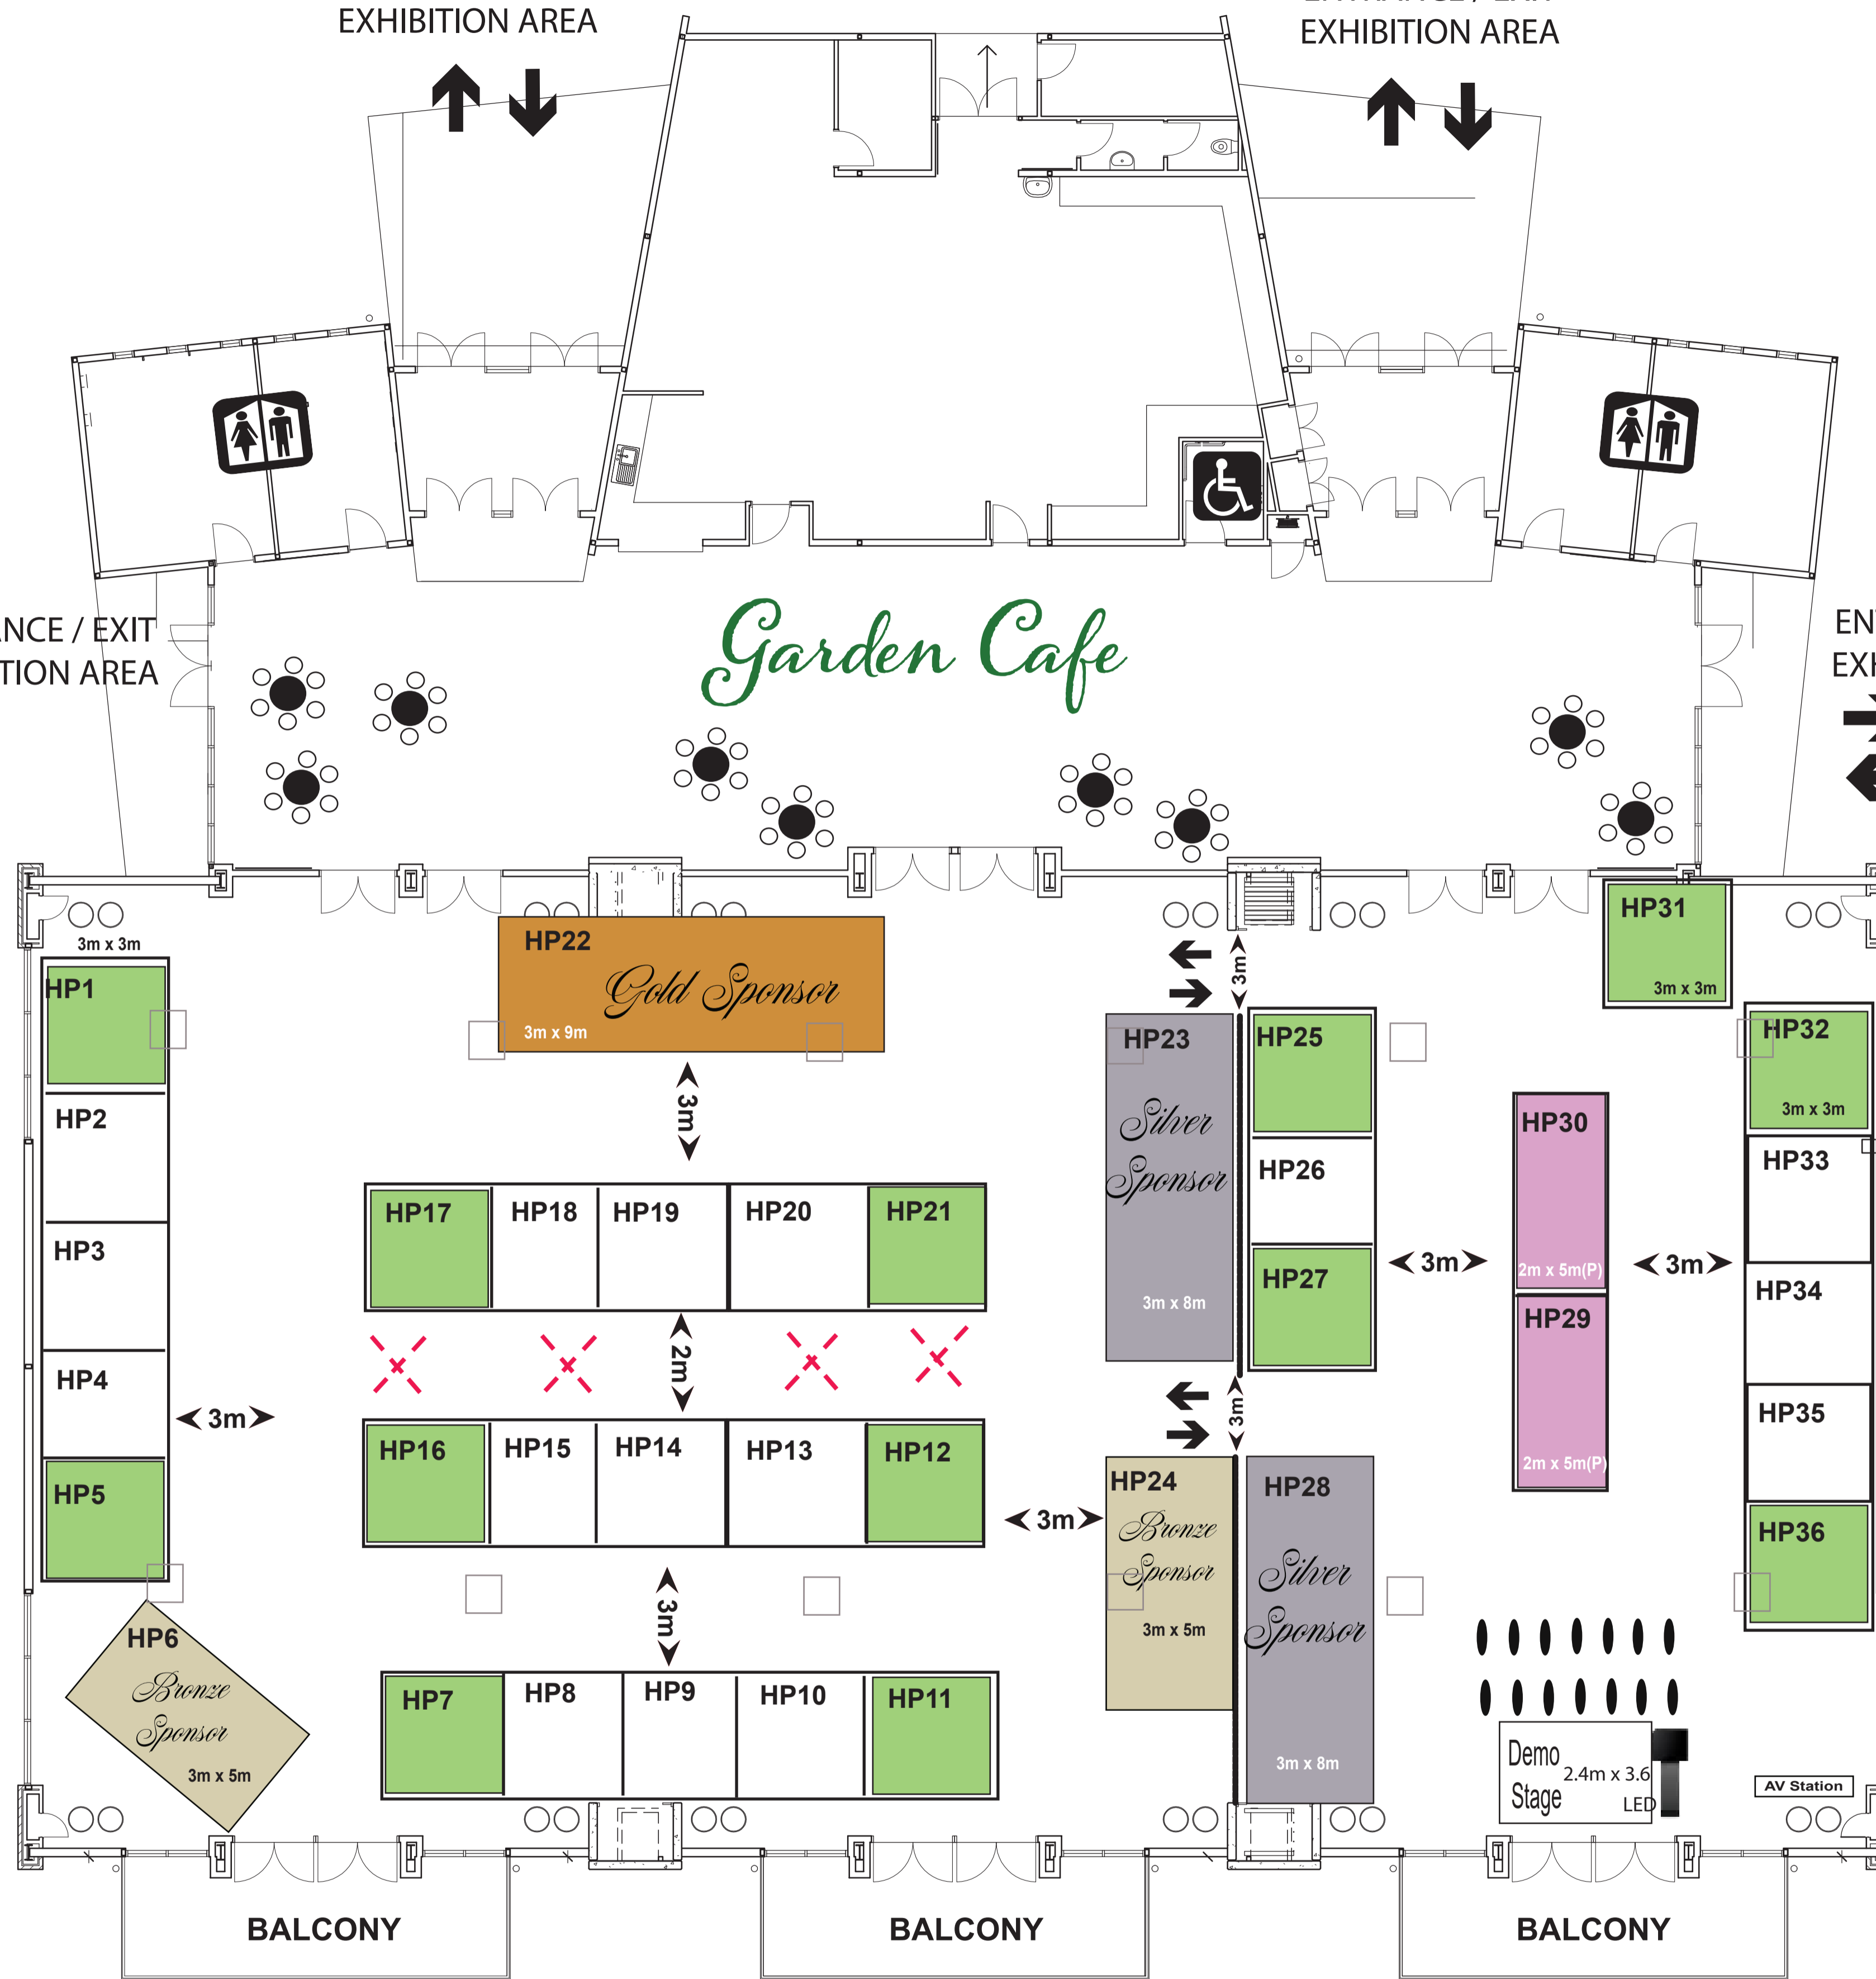 EXHIBITION AREA
EXHIBITION AREA
Garden Cafe
ANCE / EXIT
TION AREA
EN
EXH
3m x 3m
HP1
HP2
HP3
HP4
HP5
3m
HP6
Bronze
Sponsor
3m x 5m
HP22
Gold Sponsor
3m x 9m
3m
HP17
HP18
HP19
HP20
HP21
2m
HP16
HP15
HP14
HP13
HP12
3m
3m
HP7
HP8
HP9
HP10
HP11
3m
HP23
Silver
Sponsor
3m x 8m
HP25
HP26
HP27
3m
3m
HP24
Bronze
Sponsor
3m x 5m
HP28
Silver
Sponsor
3m x 8m
HP31
3m x 3m
HP30
2m x 5m(P)
HP29
2m x 5m(P)
3m
HP32
3m x 3m
HP33
HP34
HP35
HP36
Demo
Stage
2.4m x 3.6
LED
AV Station
BALCONY
BALCONY
BALCONY